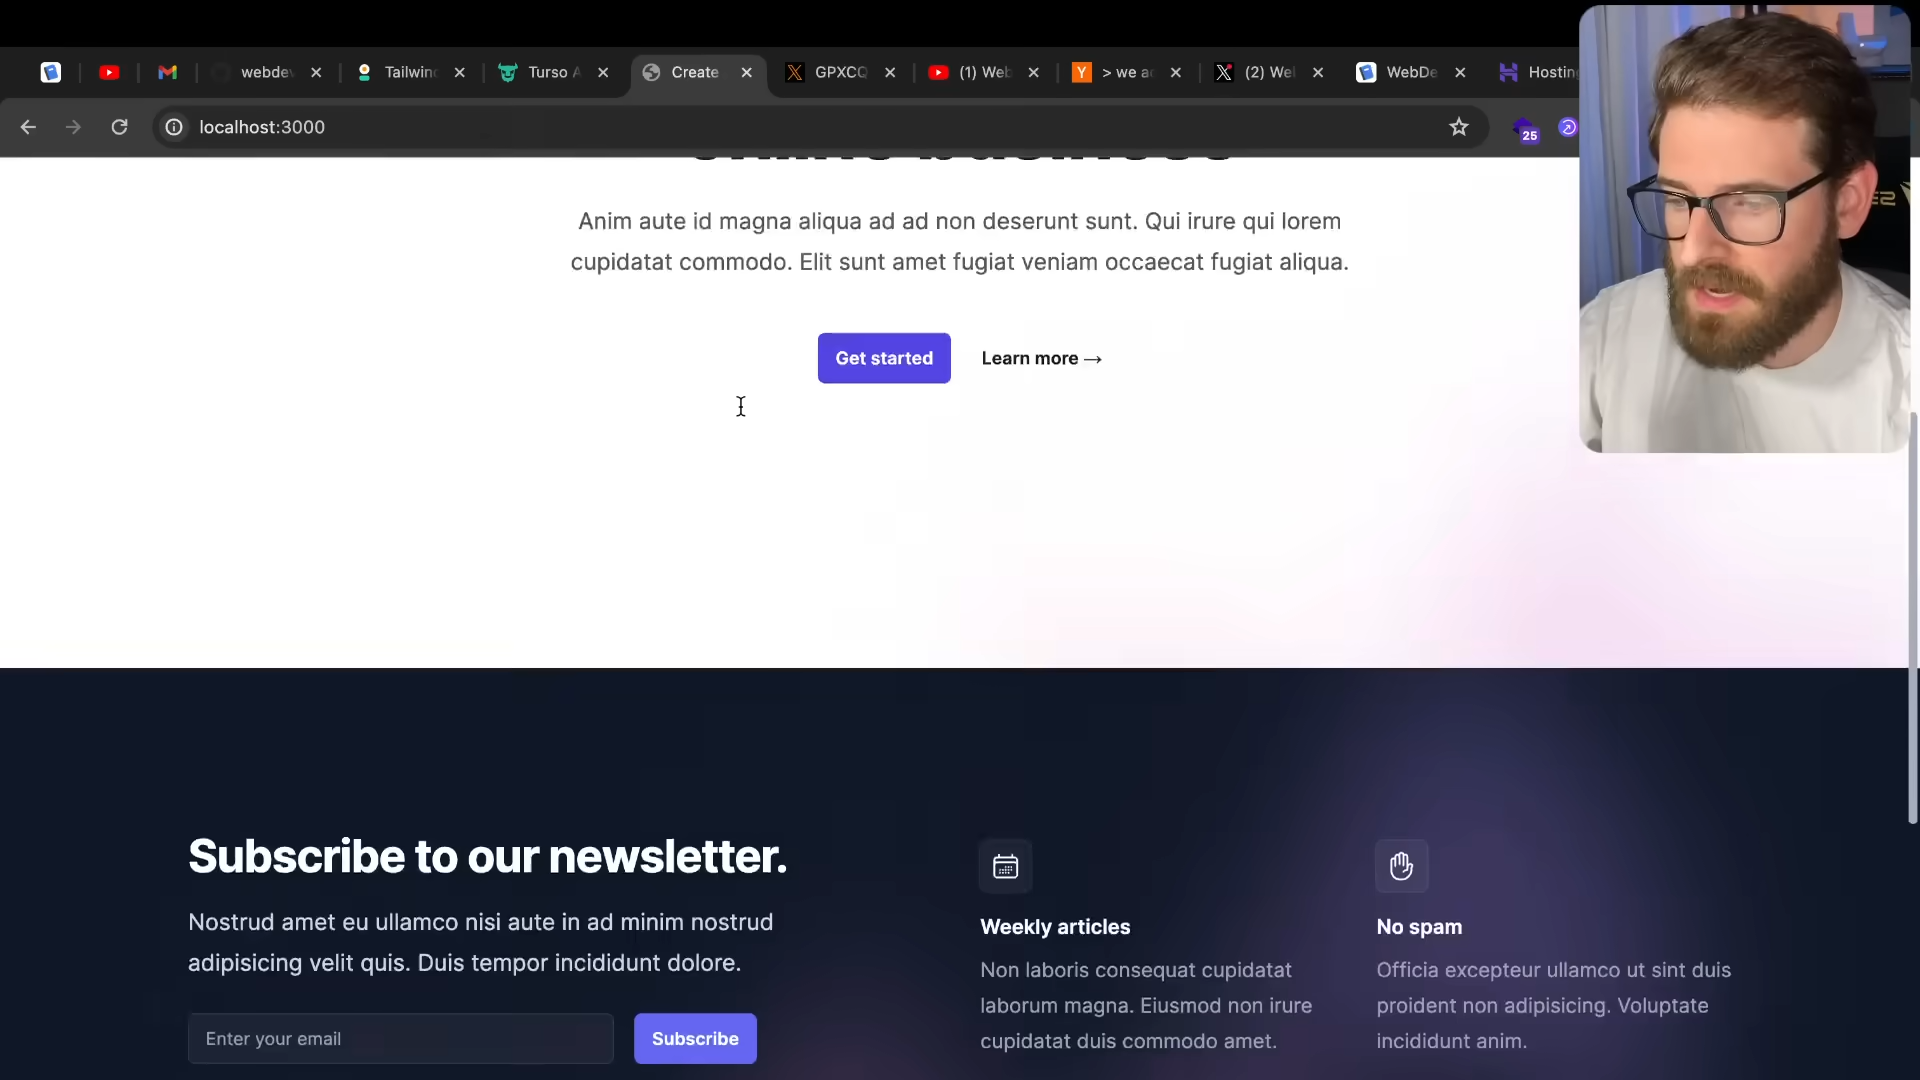 webdev
Tailwind
Turso A
Create
GPXCQ
(1) Web
> we a
(2) Wel
WebDe
Hosting
localhost:3000
25
Anim aute id magna aliqua ad ad non deserunt sunt. Qui irure qui lorem
cupidatat commodo. Elit sunt amet fugiat veniam occaecat fugiat aliqua.
Get started
Learn more →
Subscribe to our newsletter.
Nostrud amet eu ullamco nisi aute in ad minim nostrud
adipisicing velit quis. Duis tempor incididunt dolore.
Enter your email
Subscribe
Weekly articles
Non laboris consequat cupidatat
laborum magna. Eiusmod non irure
cupidatat duis commodo amet.
No spam
Officia excepteur ullamco ut sint duis
proident non adipisicing. Voluptate
incididunt anim.